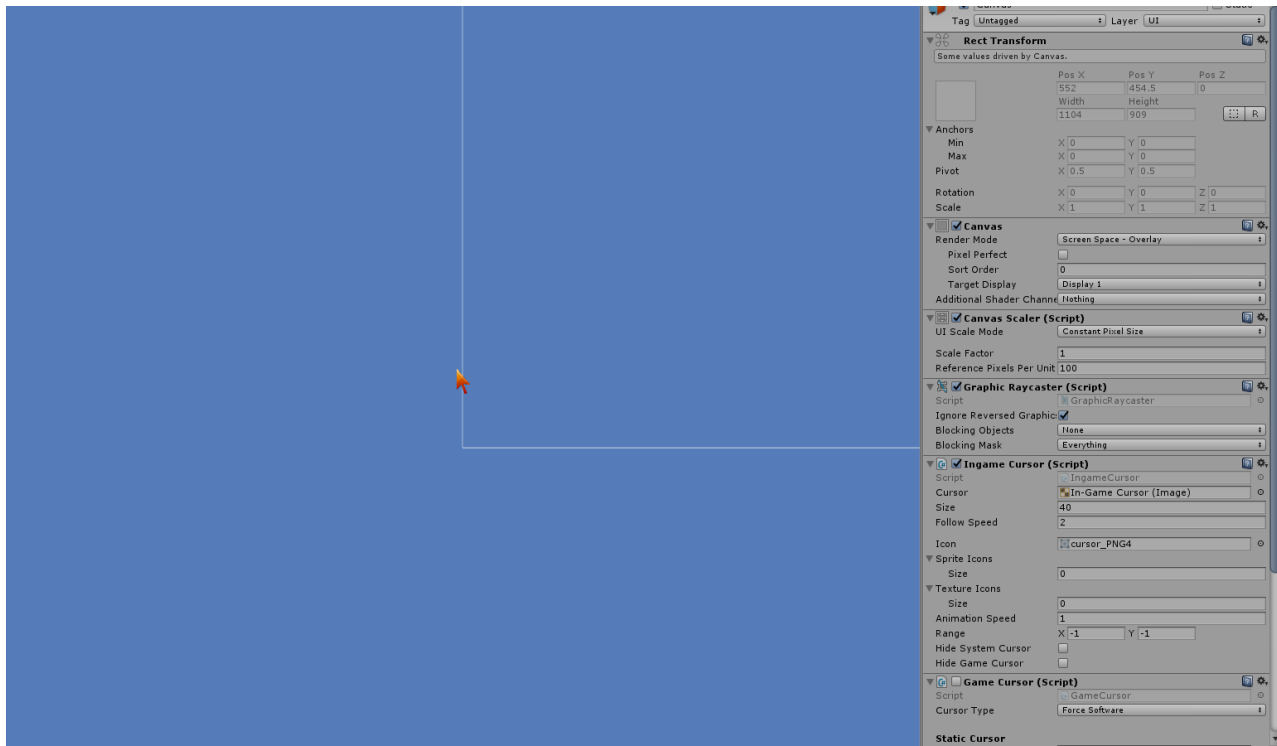 Tag Untagged Layer UI
Rect Transform
Some values driven by Canvas.
Pos X Pos Y Pos Z
552 454.5 0
Width Height
1104 909
R
Anchors
Min X 0 Y 0
Max X 0 Y 0
Pivot X 0.5 Y 0.5
Rotation X 0 Y 0 Z 0
Scale X 1 Y 1 Z 1
Canvas
Render Mode Screen Space - Overlay
Pixel Perfect
Sort Order 0
Target Display Display 1
Additional Shader Channe Nothing
Canvas Scaler (Script)
UI Scale Mode Constant Pixel Size
Scale Factor 1
Reference Pixels Per Unit 100
Graphic Raycaster (Script)
Script GraphicRaycaster
Ignore Reversed Graphic
Blocking Objects None
Blocking Mask Everything
Ingame Cursor (Script)
Script IngameCursor
Cursor In-Game Cursor (Image)
Size 40
Follow Speed 2
Icon cursor_PNG4
Sprite Icons
Size 0
Texture Icons
Size 0
Animation Speed 1
Range X -1 Y -1
Hide System Cursor
Hide Game Cursor
Game Cursor (Script)
Script GameCursor
Cursor Type Force Software
Static Cursor